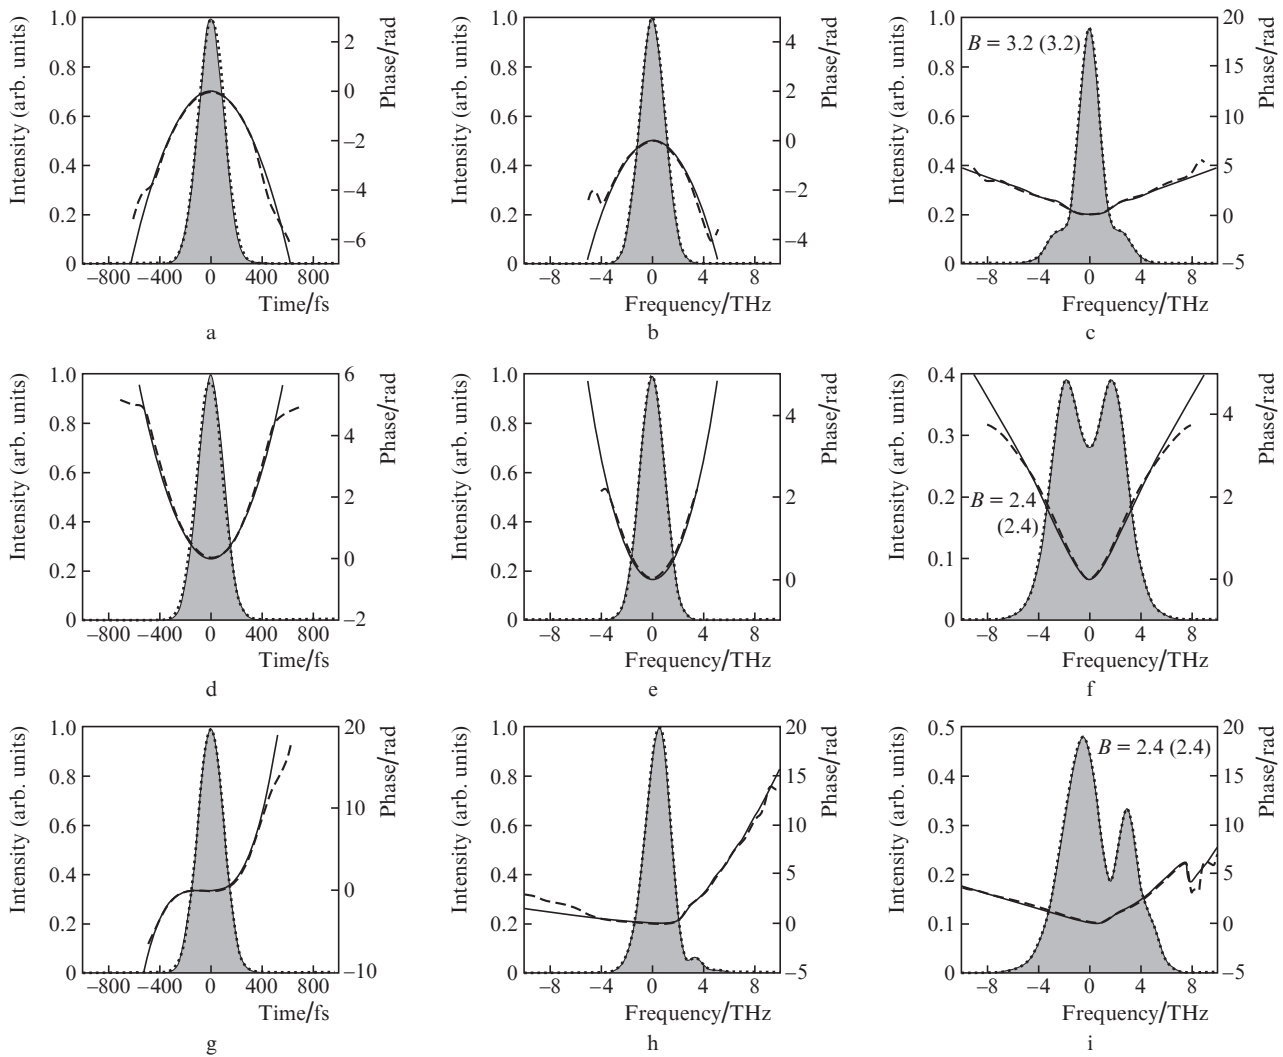 Intensity (arb. units)
1.0
0.8
0.6
0.4
0.2
0
−800 −400 0 400 800
Time/fs
2
0
−2
−4
−6
Phase/rad
a
Intensity (arb. units)
1.0
0.8
0.6
0.4
0.2
0
−8 −4 0 4 8
Frequency/THz
4
2
0
−2
−4
Phase/rad
b
Intensity (arb. units)
1.0
0.8
0.6
0.4
0.2
0
B = 3.2 (3.2)
−8 −4 0 4 8
Frequency/THz
20
15
10
5
0
−5
Phase/rad
c
Intensity (arb. units)
1.0
0.8
0.6
0.4
0.2
0
−800 −400 0 400 800
Time/fs
6
4
2
0
−2
Phase/rad
d
Intensity (arb. units)
1.0
0.8
0.6
0.4
0.2
0
−8 −4 0 4 8
Frequency/THz
4
2
0
Phase/rad
e
Intensity (arb. units)
0.4
0.3
0.2
0.1
0
B = 2.4
(2.4)
−8 −4 0 4 8
Frequency/THz
4
2
0
Phase/rad
f
Intensity (arb. units)
1.0
0.8
0.6
0.4
0.2
0
−800 −400 0 400 800
Time/fs
20
10
0
−10
Phase/rad
g
Intensity (arb. units)
1.0
0.8
0.6
0.4
0.2
0
−8 −4 0 4 8
Frequency/THz
20
15
10
5
0
−5
Phase/rad
h
Intensity (arb. units)
0.5
0.4
0.3
0.2
0.1
0
B = 2.4 (2.4)
−8 −4 0 4 8
Frequency/THz
20
15
10
5
0
−5
Phase/rad
i